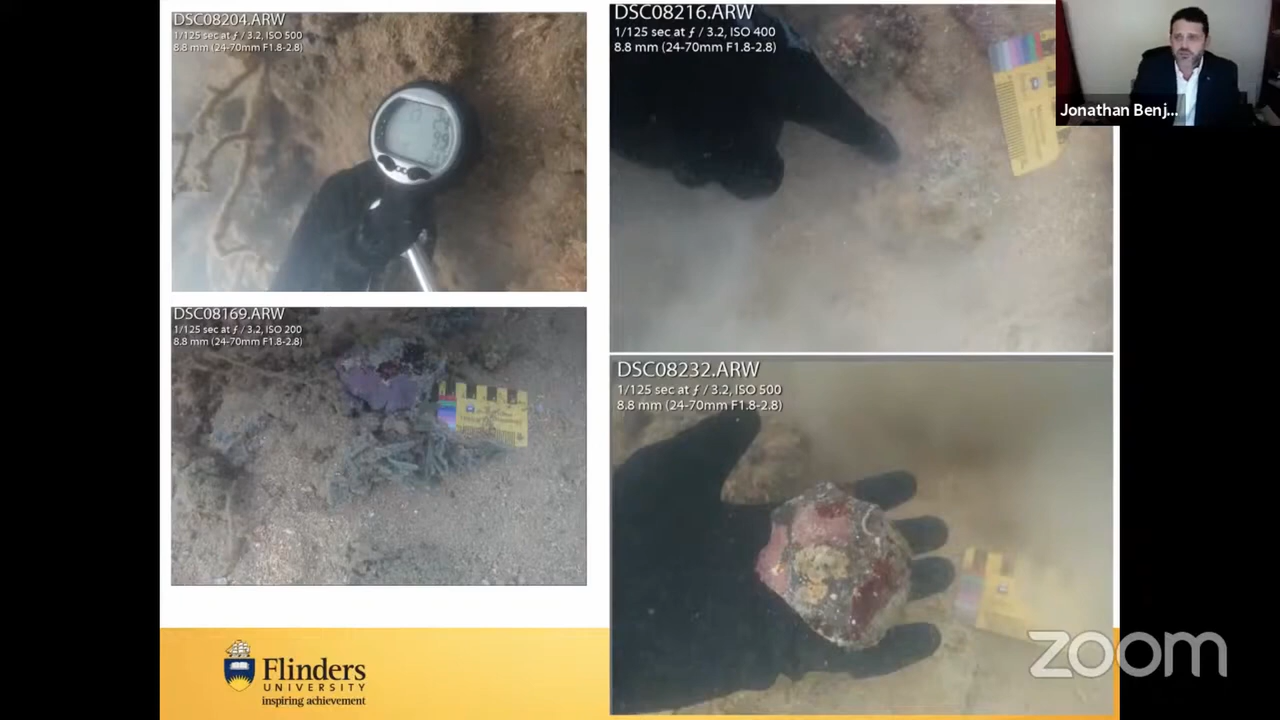 DSC08204.ARW
1/125 sec at ƒ / 3.2, ISO 500
8.8 mm (24-70mm F1.8-2.8)
DSC08216.ARW
1/125 sec at ƒ / 3.2, ISO 400
8.8 mm (24-70mm F1.8-2.8)
Jonathan Benj...
DSC08169.ARW
1/125 sec at ƒ / 3.2, ISO 200
8.8 mm (24-70mm F1.8-2.8)
DSC08232.ARW
1/125 sec at ƒ / 3.2, ISO 500
8.8 mm (24-70mm F1.8-2.8)
Flinders
UNIVERSITY
inspiring achievement
zoom